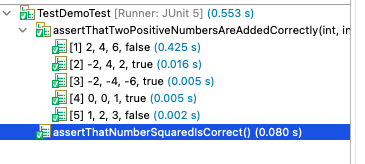 TestDemoTest [Runner: JUnit 5] (0.553 s)
assertThatTwoPositiveNumbersAreAddedCorrectly(int, in
[1] 2, 4, 6, false (0.425 s)
[2] -2, 4, 2, true (0.016 s)
[3] -2, -4, -6, true (0.005 s)
[4] 0, 0, 1, true (0.005 s)
[5] 1, 2, 3, false (0.002 s)
assertThatNumberSquaredIsCorrect() (0.080 s)